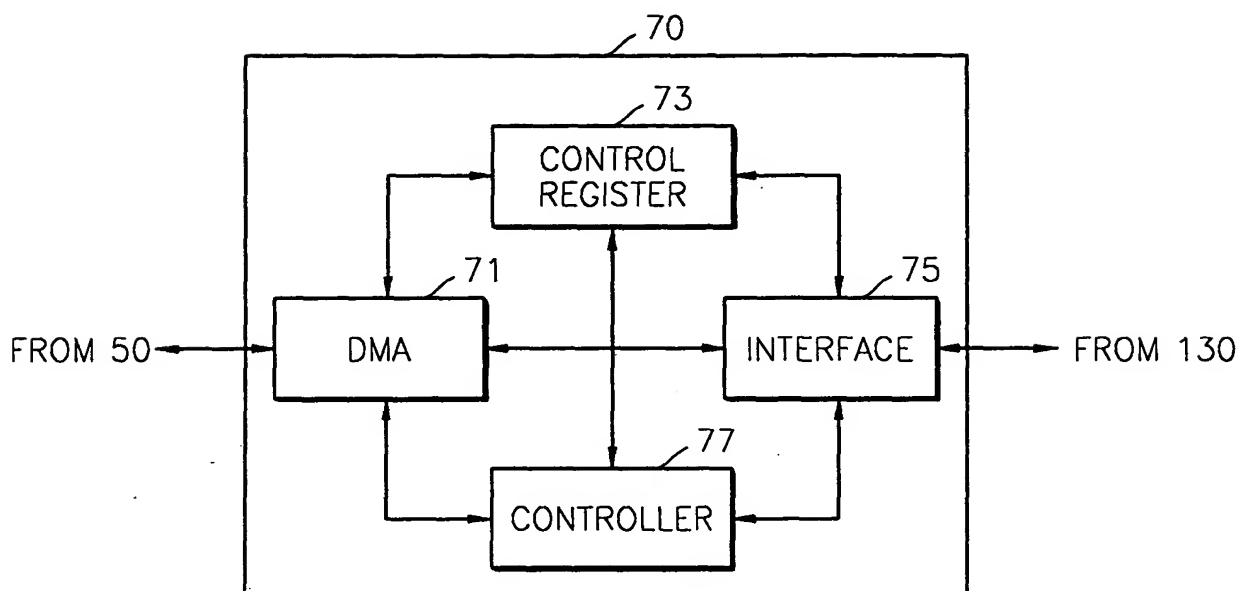 70
73
CONTROL
REGISTER
71
75
FROM 50
DMA
INTERFACE
FROM 130
77
CONTROLLER